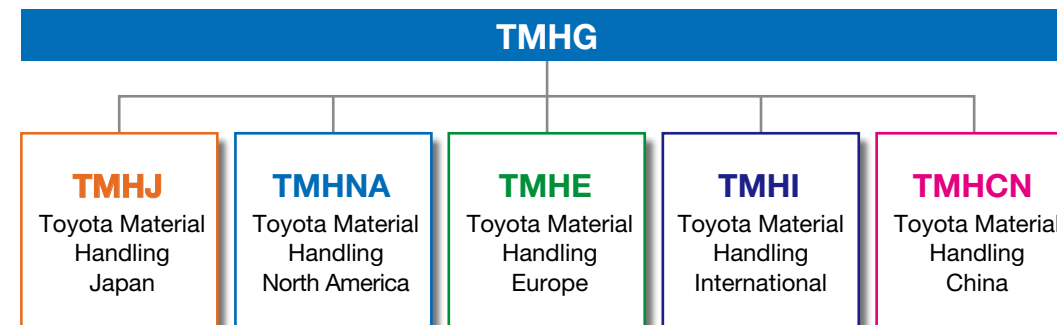 TMHG
TMHJ
Toyota Material
Handling
Japan
TMHNA
Toyota Material
Handling
North America
TMHE
Toyota Material
Handling
Europe
TMHI
Toyota Material
Handling
International
TMHCN
Toyota Material
Handling
China